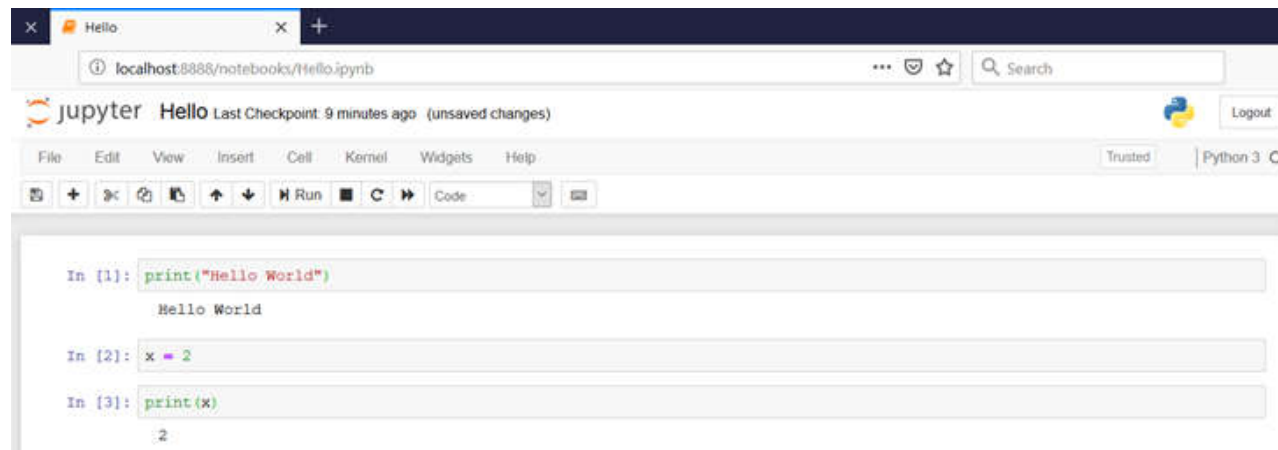 Hello
localhost:8888/notebooks/Hello.ipynb
Search
jupyter Hello Last Checkpoint: 9 minutes ago (unsaved changes)
Logout
File Edit View Insert Cell Kernel Widgets Help
Trusted Python 3
Run Code
In [1]: print("Hello World")
Hello World
In [2]: x = 2
In [3]: print(x)
2